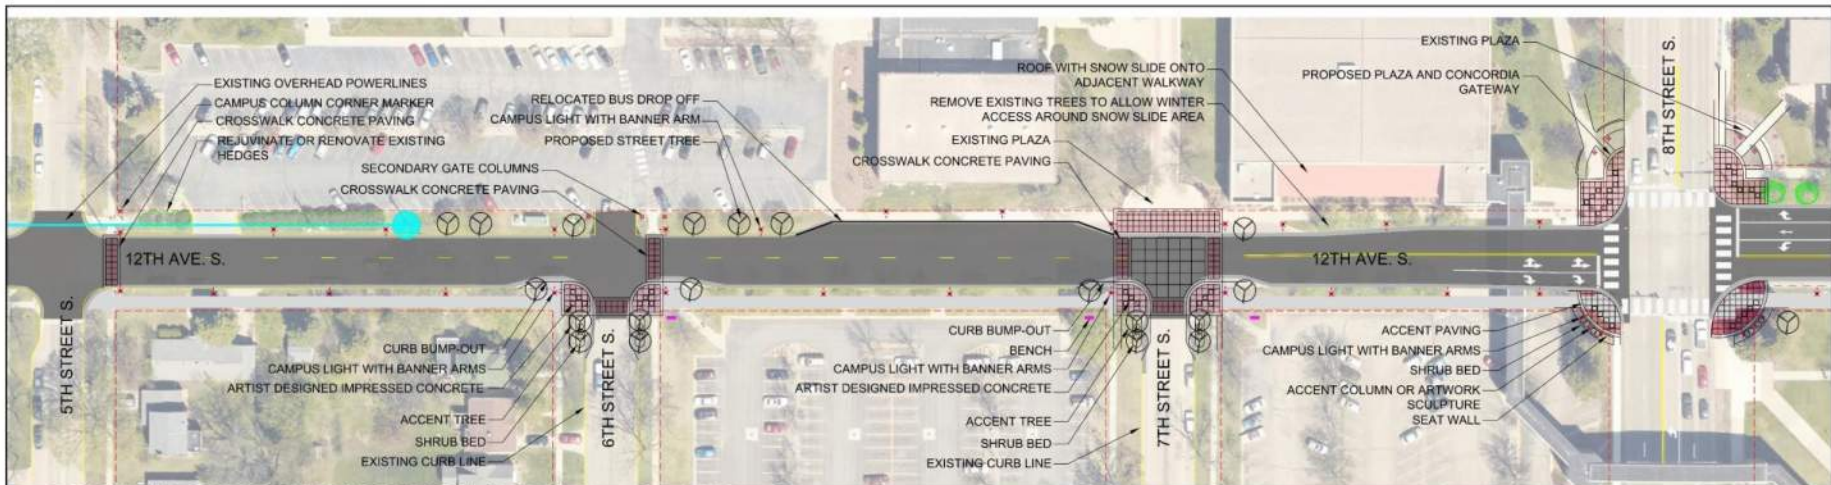 EXISTING OVERHEAD POWERLINES
CAMPUS COLUMN CORNER MARKER
CROSSWALK CONCRETE PAVING
REJUVINATE OR RENOVATE EXISTING
HEDGES
SECONDARY GATE COLUMNS
CROSSWALK CONCRETE PAVING
RELOCATED BUS DROP OFF
CAMPUS LIGHT WITH BANNER ARM
PROPOSED STREET TREE
ROOF WITH SNOW SLIDE ONTO
ADJACENT WALKWAY
REMOVE EXISTING TREES TO ALLOW WINTER
ACCESS AROUND SNOW SLIDE AREA
EXISTING PLAZA
CROSSWALK CONCRETE PAVING
EXISTING PLAZA
PROPOSED PLAZA AND CONCORDIA
GATEWAY
8TH STREET S.
12TH AVE. S.
12TH AVE. S.
5TH STREET S.
CURB BUMP-OUT
CAMPUS LIGHT WITH BANNER ARMS
ARTIST DESIGNED IMPRESSED CONCRETE
ACCENT TREE
SHRUB BED
EXISTING CURB LINE
6TH STREET S.
CURB BUMP-OUT
BENCH
CAMPUS LIGHT WITH BANNER ARMS
ARTIST DESIGNED IMPRESSED CONCRETE
ACCENT TREE
SHRUB BED
EXISTING CURB LINE
7TH STREET S.
ACCENT PAVING
CAMPUS LIGHT WITH BANNER ARMS
SHRUB BED
ACCENT COLUMN OR ARTWORK
SCULPTURE
SEAT WALL